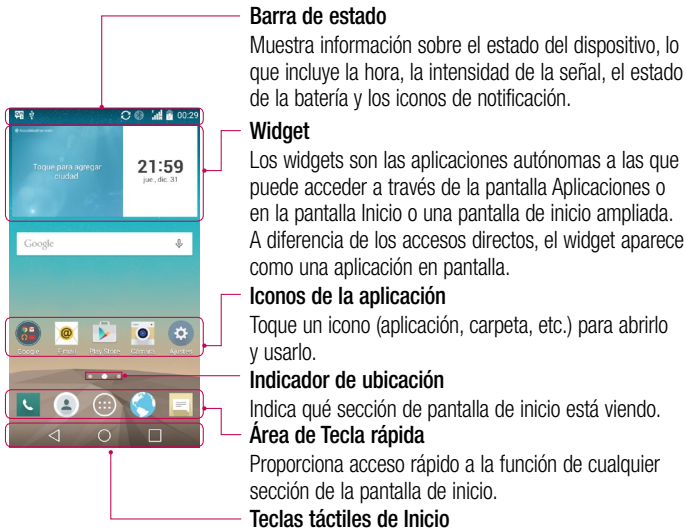 Barra de estado
Muestra información sobre el estado del dispositivo, lo
que incluye la hora, la intensidad de la señal, el estado
de la batería y los iconos de notificación.
00:29
AccuWeather.com
Toque para agregar
ciudad
21:59
jue., dic. 31
Widget
Los widgets son las aplicaciones autónomas a las que
puede acceder a través de la pantalla Aplicaciones o
en la pantalla Inicio o una pantalla de inicio ampliada.
A diferencia de los accesos directos, el widget aparece
como una aplicación en pantalla.
Google
Google Email Play Store Cámara Ajustes
Iconos de la aplicación
Toque un icono (aplicación, carpeta, etc.) para abrirlo
y usarlo.
Indicador de ubicación
Indica qué sección de pantalla de inicio está viendo.
Área de Tecla rápida
Proporciona acceso rápido a la función de cualquier
sección de la pantalla de inicio.
Teclas táctiles de Inicio